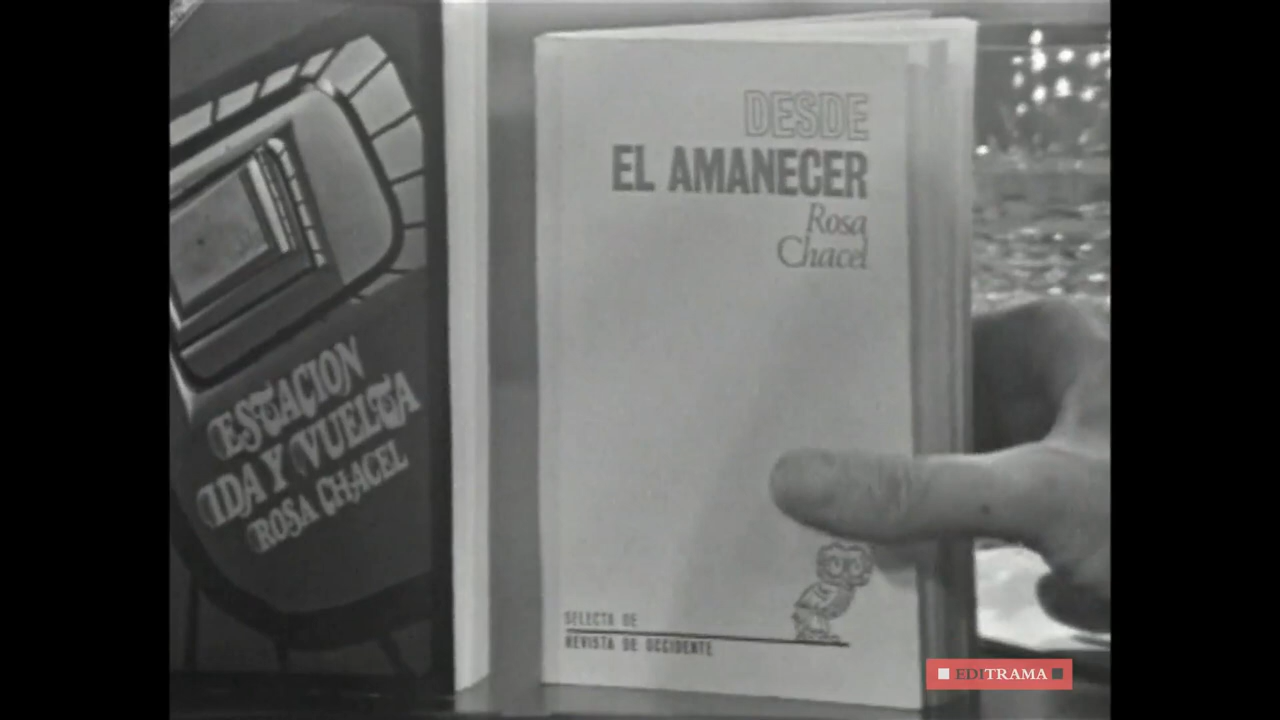 ESTACION
IDA Y VUELTA
ROSA CHACEL
DESDE
EL AMANECER
Rosa
Chacel
SELECTA DE
REVISTA DE OCCIDENTE
EDITRAMA